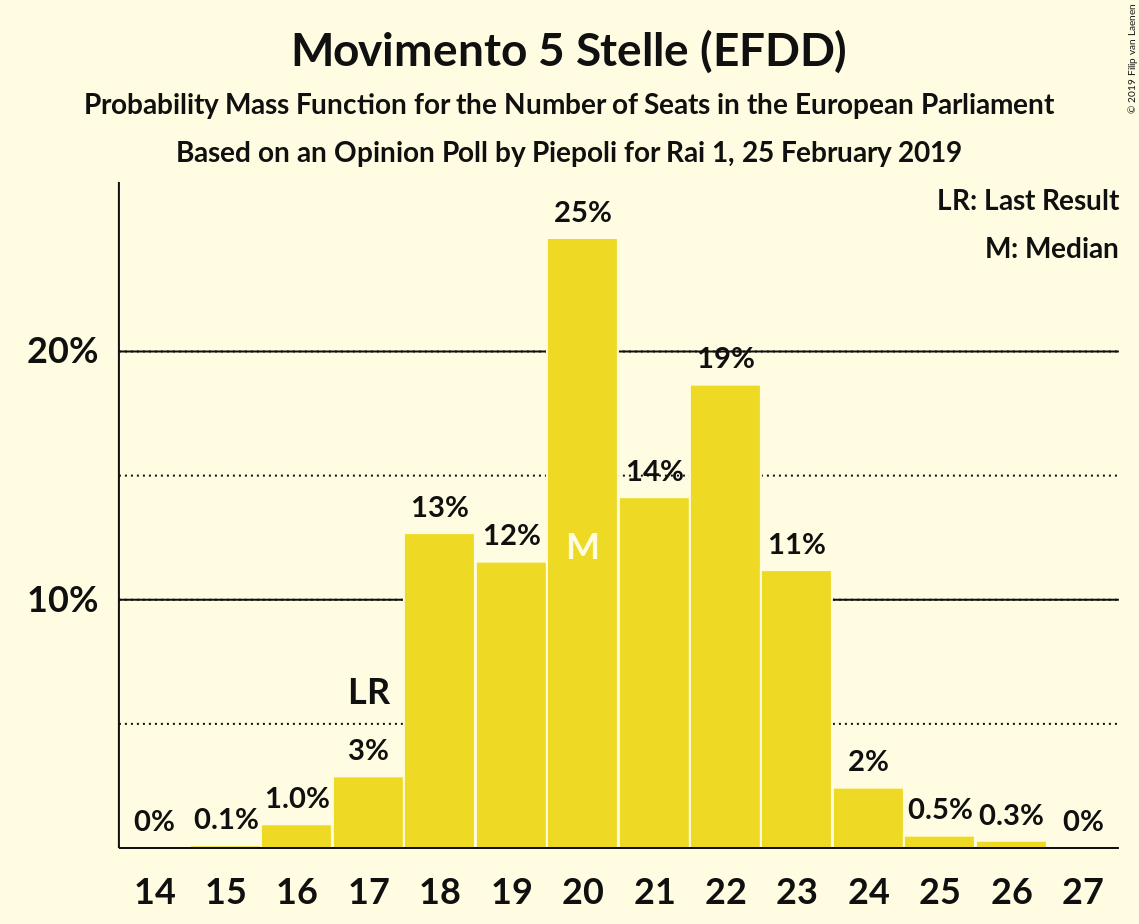 Movimento 5 Stelle (EFDD)
Probability Mass Function for the Number of Seats in the European Parliament
Based on an Opinion Poll by Piepoli for Rai 1, 25 February 2019
© 2019 Filip van Laenen
LR: Last Result
M: Median
20%
10%
0% 0.1% 1.0% 3% 13% 12% 25% 14% 19% 11% 2% 0.5% 0.3% 0%
LR
M
14 15 16 17 18 19 20 21 22 23 24 25 26 27